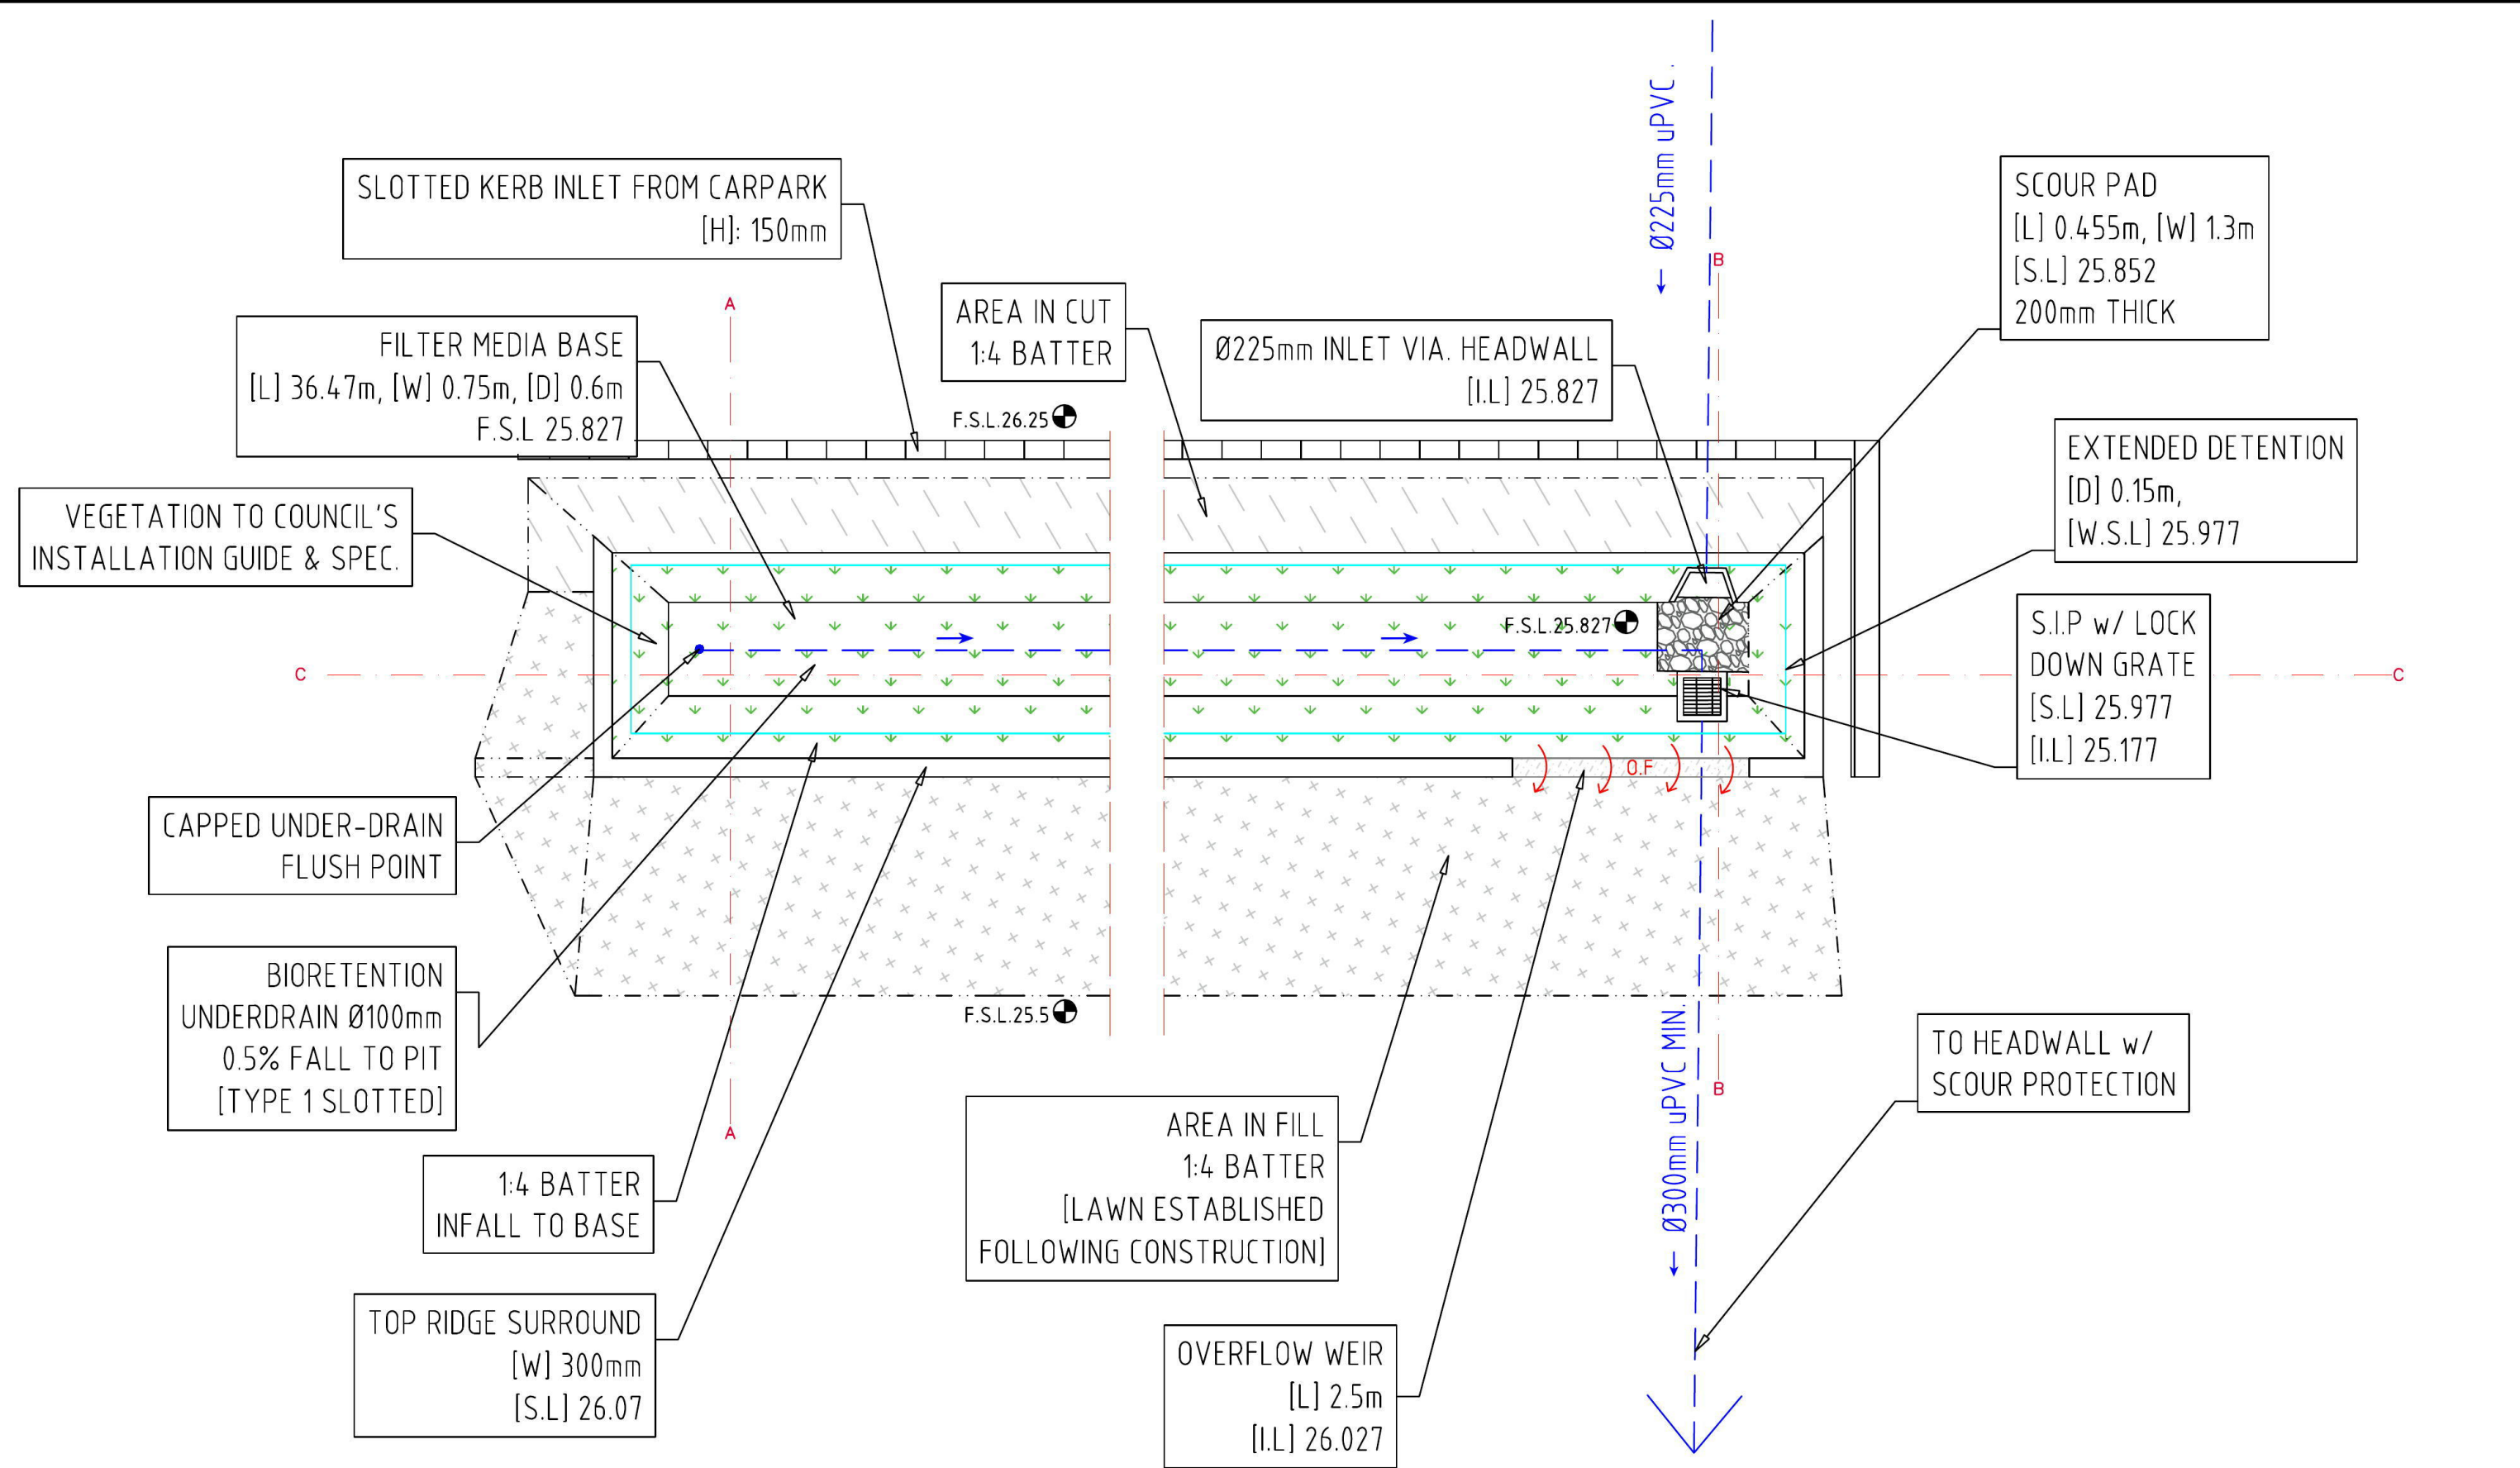 Ø225mm uPVC
SLOTTED KERB INLET FROM CARPARK
[H]: 150mm
SCOUR PAD
[L] 0.455m, [W] 1.3m
[S.L] 25.852
200mm THICK
B
A
AREA IN CUT
1:4 BATTER
FILTER MEDIA BASE
[L] 36.47m, [W] 0.75m, [D] 0.6m
F.S.L 25.827
Ø225mm INLET VIA. HEADWALL
[I.L] 25.827
F.S.L.26.25
EXTENDED DETENTION
[D] 0.15m,
[W.S.L] 25.977
VEGETATION TO COUNCIL'S
INSTALLATION GUIDE & SPEC.
F.S.L.25.827
S.I.P w/ LOCK
DOWN GRATE
[S.L] 25.977
[I.L] 25.177
C
C
O.F
CAPPED UNDER-DRAIN
FLUSH POINT
BIORETENTION
UNDERDRAIN Ø100mm
0.5% FALL TO PIT
[TYPE 1 SLOTTED]
F.S.L.25.5
Ø300mm uPVC MIN.
TO HEADWALL w/
SCOUR PROTECTION
B
A
AREA IN FILL
1:4 BATTER
[LAWN ESTABLISHED
FOLLOWING CONSTRUCTION]
1:4 BATTER
INFALL TO BASE
TOP RIDGE SURROUND
[W] 300mm
[S.L] 26.07
OVERFLOW WEIR
[L] 2.5m
[I.L] 26.027